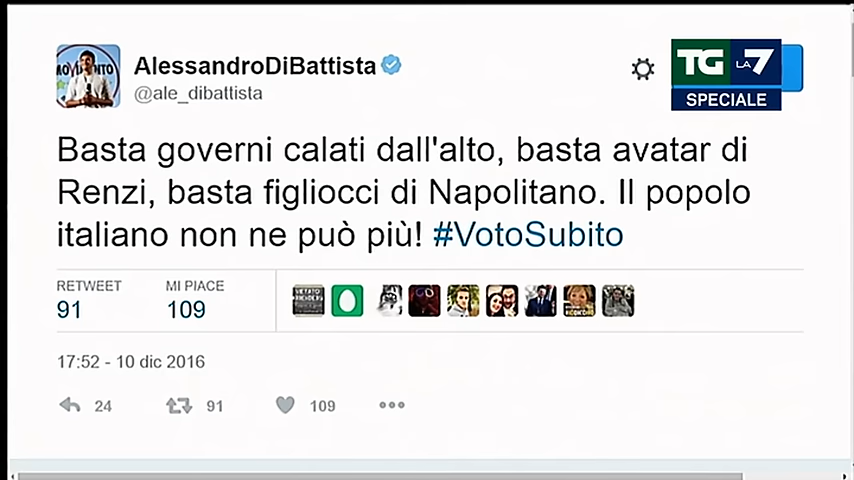 AlessandroDiBattista
@ale_dibattista
TG LA 7
SPECIALE
Basta governi calati dall'alto, basta avatar di
Renzi, basta figliocci di Napolitano. Il popolo
italiano non ne può più! #VotoSubito
RETWEET MI PIACE
91 109
17:52 - 10 dic 2016
24 91 109